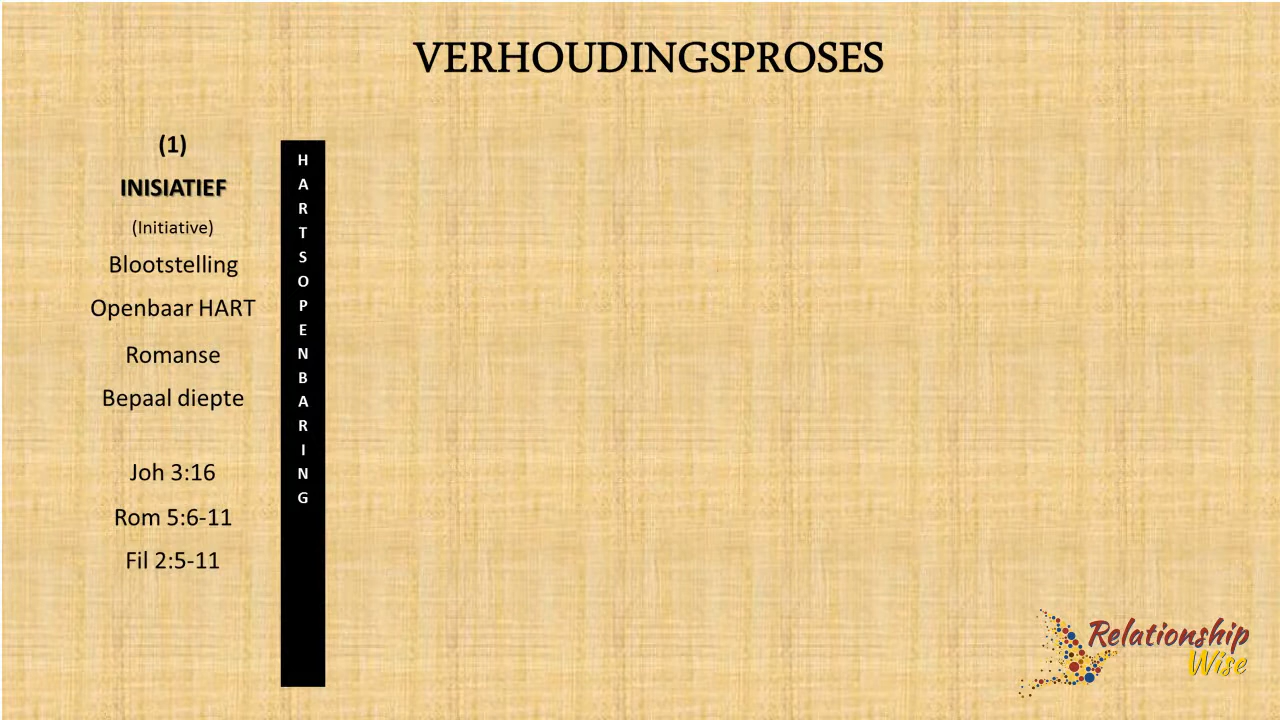 VERHOUDINGSPROSES
(1)
INISIATIEF
(Initiative)
Blootstelling
Openbaar HART
Romanse
Bepaal diepte
Joh 3:16
Rom 5:6-11
Fil 2:5-11
H
A
R
T
S
O
P
E
N
B
A
R
I
N
G
Relationship
Wise